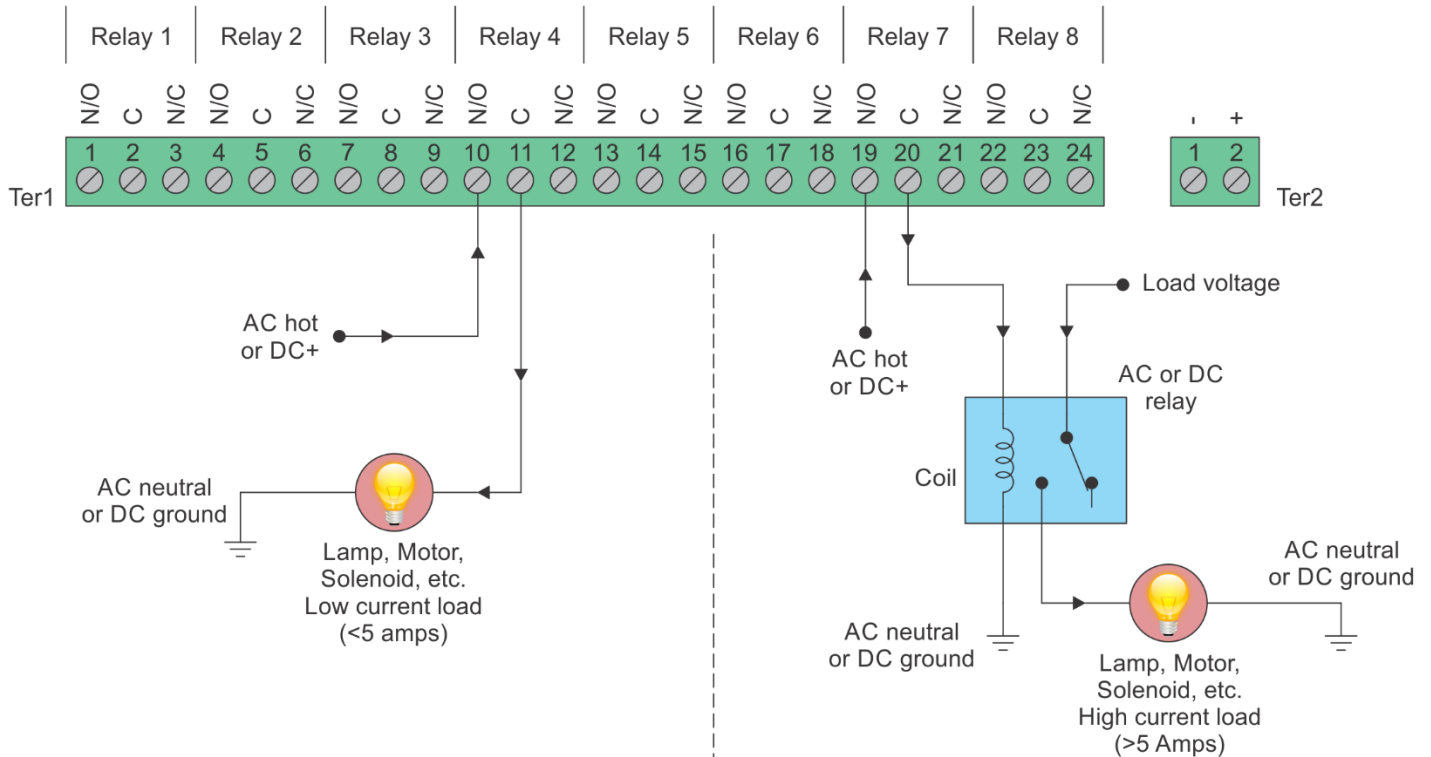 Relay 1 Relay 2 Relay 3 Relay 4 Relay 5 Relay 6 Relay 7 Relay 8
N/O C N/C N/O C N/C N/O C N/C N/O C N/C N/O C N/C N/O C N/C N/O C N/C N/O C N/C - +
1 2 3 4 5 6 7 8 9 10 11 12 13 14 15 16 17 18 19 20 21 22 23 24 1 2
Ter1
Ter2
AC hot
or DC+
AC neutral
or DC ground
Lamp, Motor,
Solenoid, etc.
Low current load
(<5 amps)
Load voltage
AC hot
or DC+
AC or DC
relay
Coil
AC neutral
or DC ground
AC neutral
or DC ground
Lamp, Motor,
Solenoid, etc.
High current load
(>5 Amps)